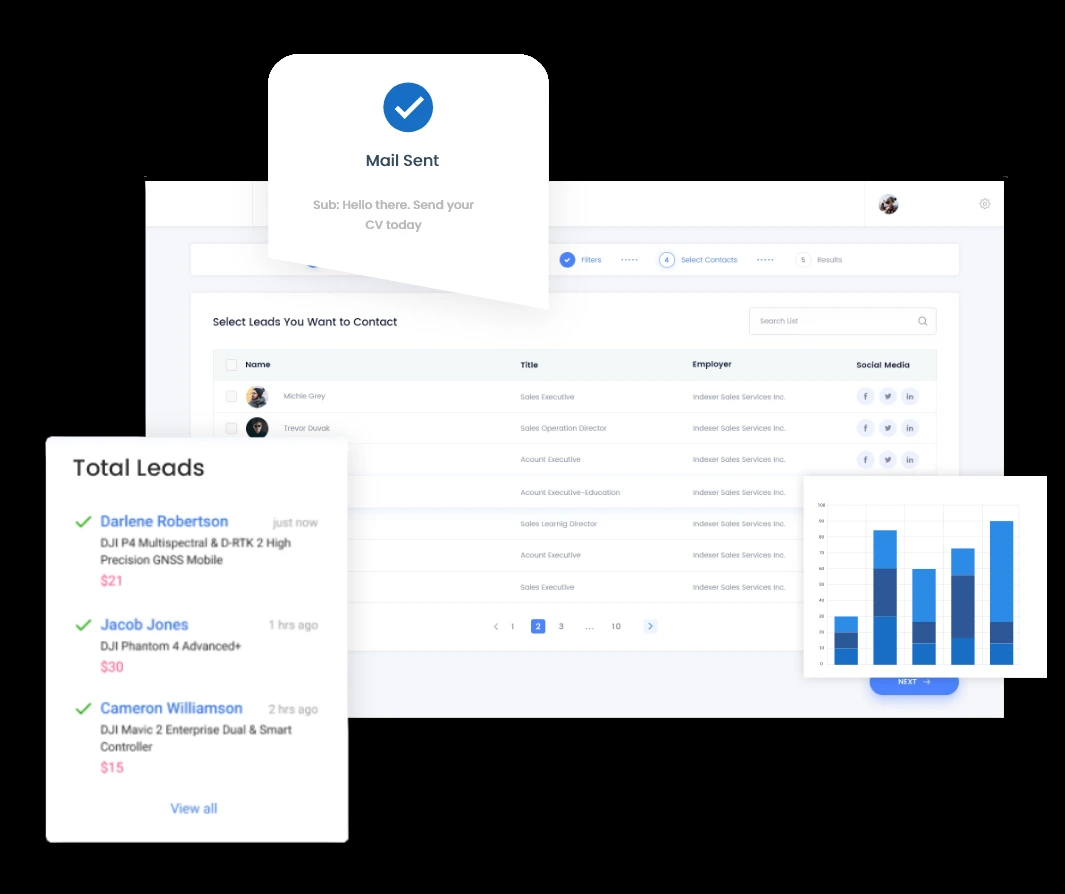 Mail Sent
Sub: Hello there. Send your
CV today
Filters
4
Select Contacts
5
Results
Select Leads You Want to Contact
Search List
Name Title Employer Social Media
Michle Grey Sales Executive Indexer Sales Services Inc.
Trevor Duvak Sales Operation Director Indexer Sales Services Inc.
Acount Executive Indexer Sales Services Inc.
Acount Executive-Education Indexer Sales Services Inc.
Sales Learnig Director Indexer Sales Services Inc.
Acount Executive Indexer Sales Services Inc.
Sales Executive Indexer Sales Services Inc.
1 2 3 ... 10
NEXT
Total Leads
Darlene Robertson just now
DJI P4 Multispectral & D-RTK 2 High
Precision GNSS Mobile
$21
Jacob Jones 1 hrs ago
DJI Phantom 4 Advanced+
$30
Cameron Williamson 2 hrs ago
DJI Mavic 2 Enterprise Dual & Smart
Controller
$15
View all
100
90
80
70
60
50
40
30
20
10
0